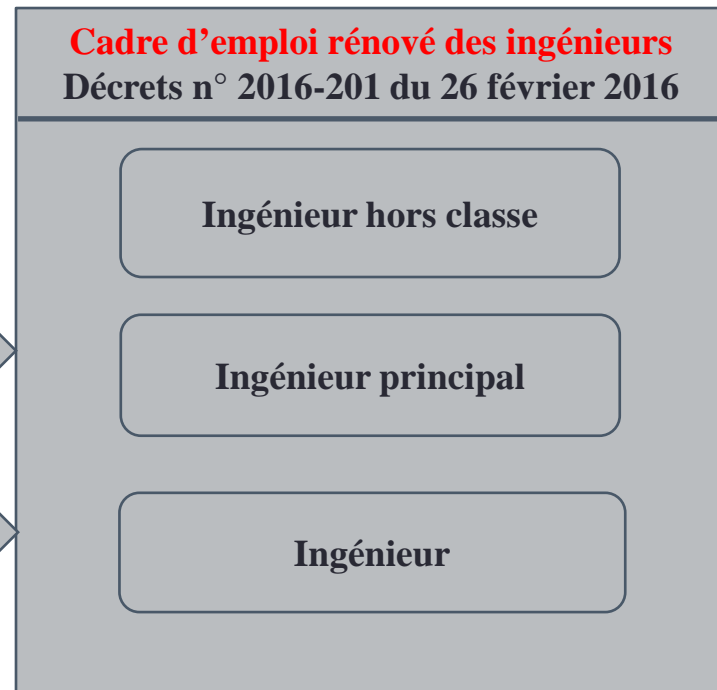 Cadre d’emploi rénové des ingénieurs
Décrets n° 2016-201 du 26 février 2016
Ingénieur hors classe
Ingénieur principal
Ingénieur